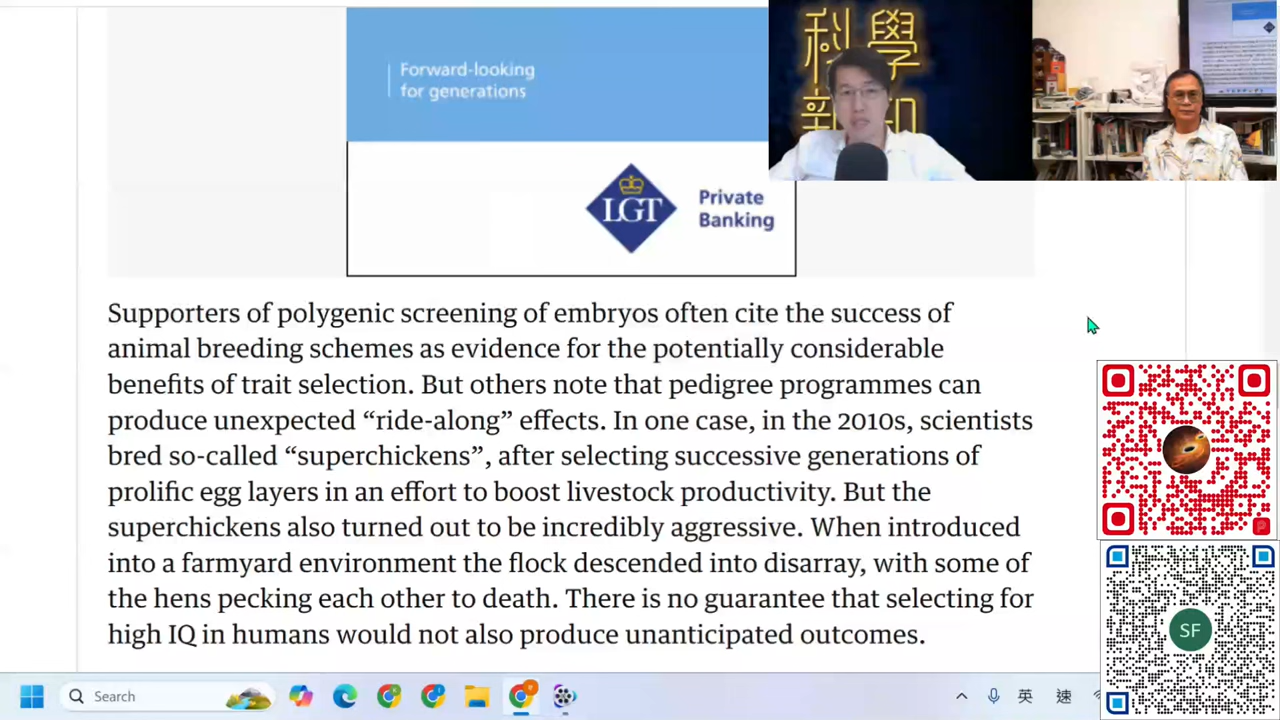 Forward-looking
for generations
科學
新知
LGT
Private
Banking
Supporters of polygenic screening of embryos often cite the success of
animal breeding schemes as evidence for the potentially considerable
benefits of trait selection. But others note that pedigree programmes can
produce unexpected “ride-along” effects. In one case, in the 2010s, scientists
bred so-called “superchickens”, after selecting successive generations of
prolific egg layers in an effort to boost livestock productivity. But the
superchickens also turned out to be incredibly aggressive. When introduced
into a farmyard environment the flock descended into disarray, with some of
the hens pecking each other to death. There is no guarantee that selecting for
high IQ in humans would not also produce unanticipated outcomes.
SF
Search
英
速